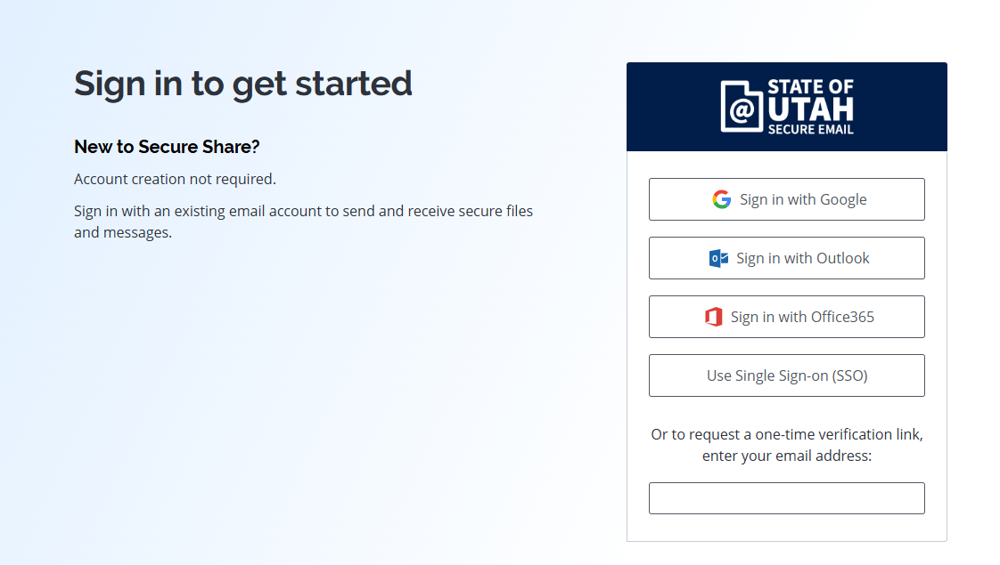 Sign in to get started
New to Secure Share?
Account creation not required.
Sign in with an existing email account to send and receive secure files
and messages.
@
STATE OF
UTAH
SECURE EMAIL
Sign in with Google
Sign in with Outlook
Sign in with Office365
Use Single Sign-on (SSO)
Or to request a one-time verification link,
enter your email address: